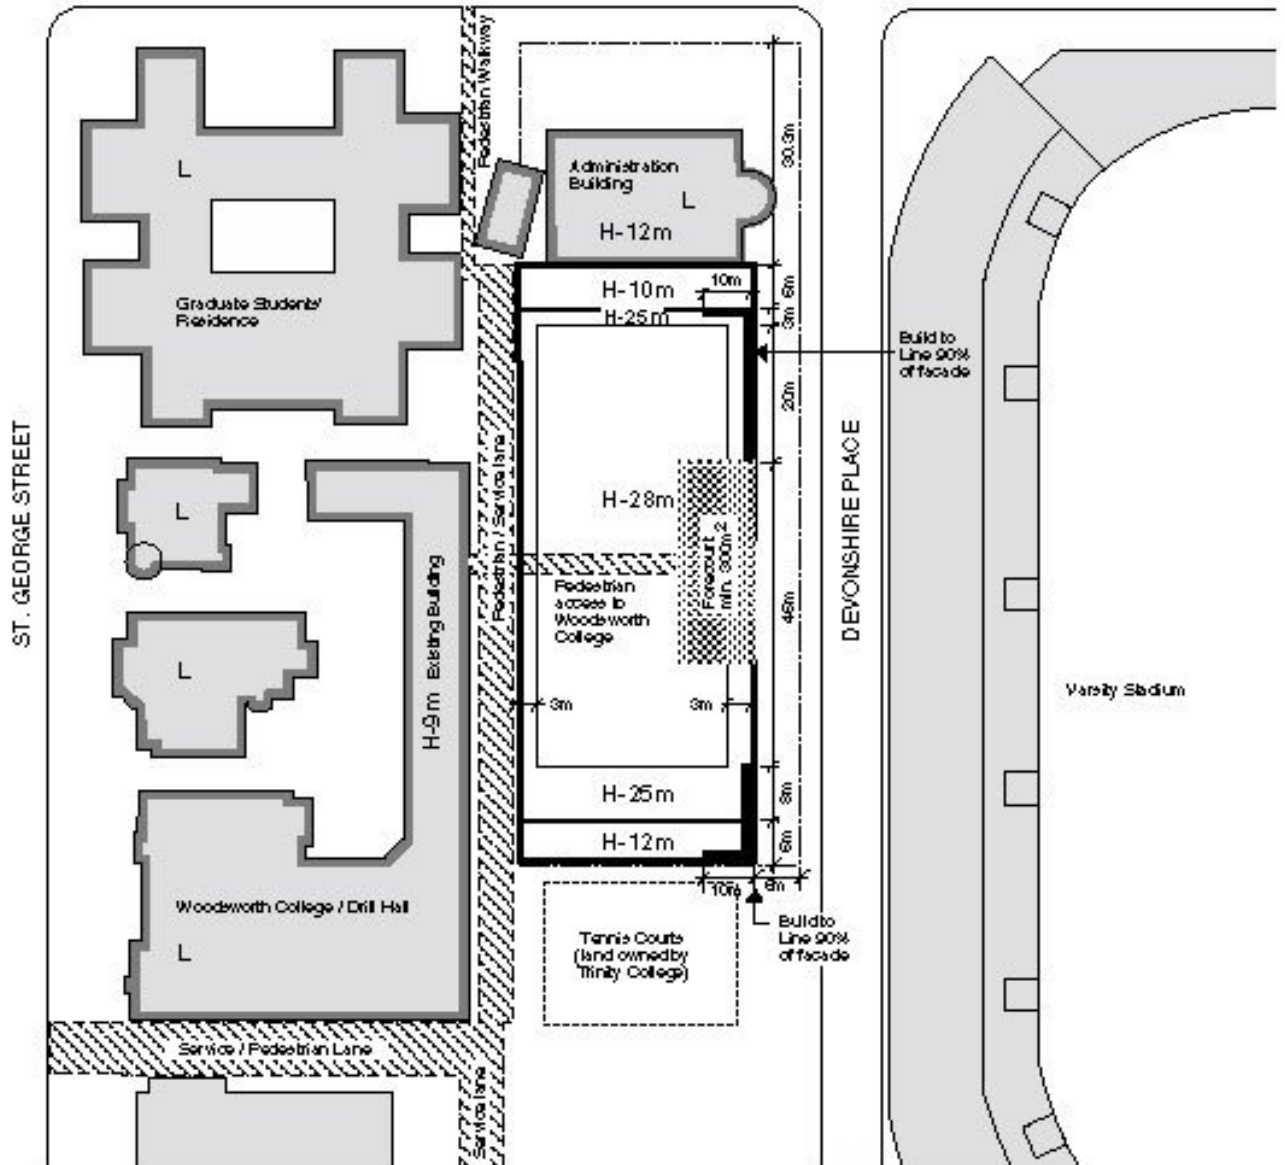 Pedestrian Walkway
30.3m
Administration
Building
L
H-12m
L
10m
6m
H-10m
Graduate Students'
Residence
H-25m
3m
Build to
Line 90%
of facade
20m
ST. GEORGE STREET
DEVONSHIRE PLACE
Pedestrian / Service lane
H-28m
L
Forecourt
min. 300m2
H-9m Existing Building
Pedestrian
access to
Woodsworth
College
46m
L
Varsity Stadium
3m
3m
H-25m
H-12m
6m
10m
6m
Woodsworth College / Drill Hall
Build to
Line 90%
of facade
L
Tennis Courts
(land owned by
Trinity College)
Service / Pedestrian Lane
Service lane